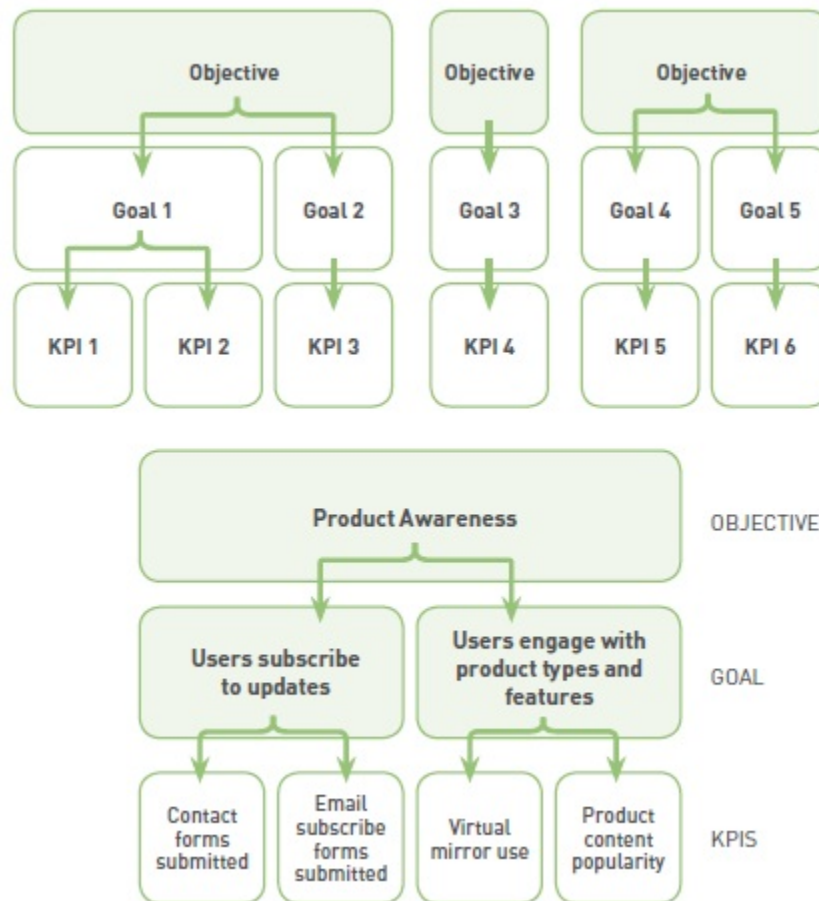 Objective
Objective
Objective
Goal 1
Goal 2
Goal 3
Goal 4
Goal 5
KPI 1
KPI 2
KPI 3
KPI 4
KPI 5
KPI 6
Product Awareness
OBJECTIVE
Users subscribe
to updates
Users engage with
product types and
features
GOAL
Contact
forms
submitted
Email
subscribe
forms
submitted
Virtual
mirror use
Product
content
popularity
KPIS